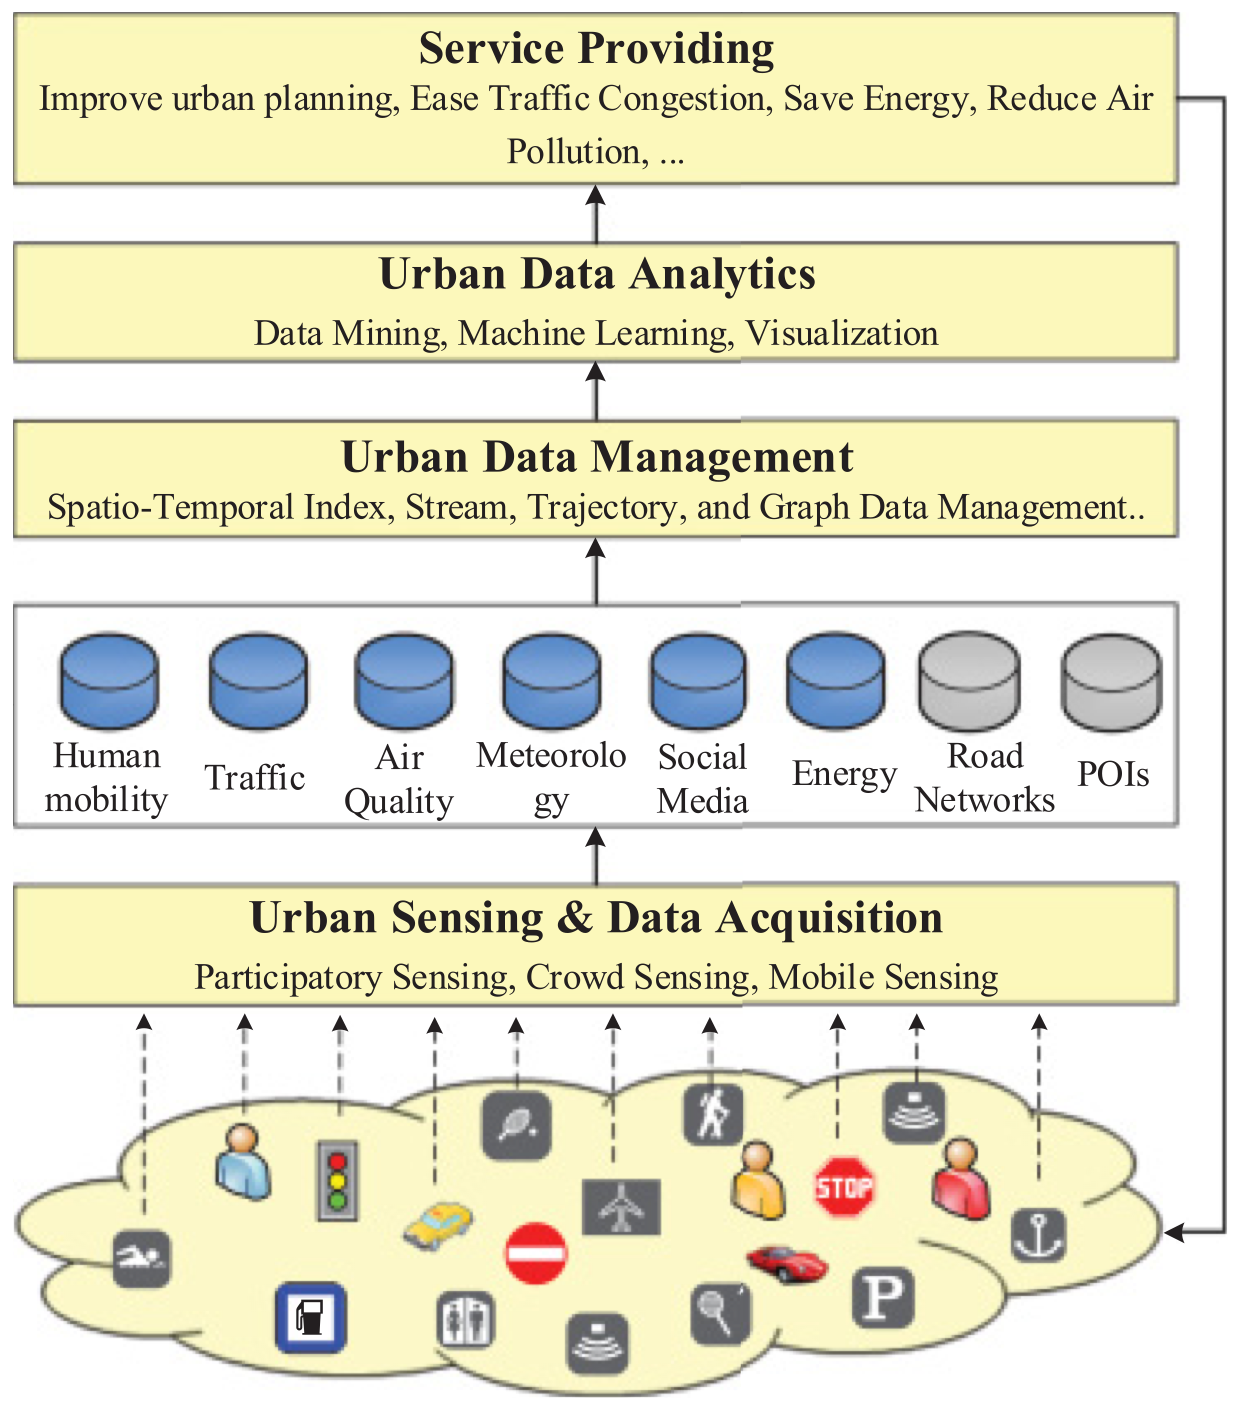 Service Providing
Improve urban planning, Ease Traffic Congestion, Save Energy, Reduce Air
Pollution, ...
Urban Data Analytics
Data Mining, Machine Learning, Visualization
Urban Data Management
Spatio-Temporal Index, Stream, Trajectory, and Graph Data Management..
Human
mobility
Traffic
Air
Quality
Meteorolo
gy
Social
Media
Energy
Road
Networks
POIs
Urban Sensing & Data Acquisition
Participatory Sensing, Crowd Sensing, Mobile Sensing
STOP
P